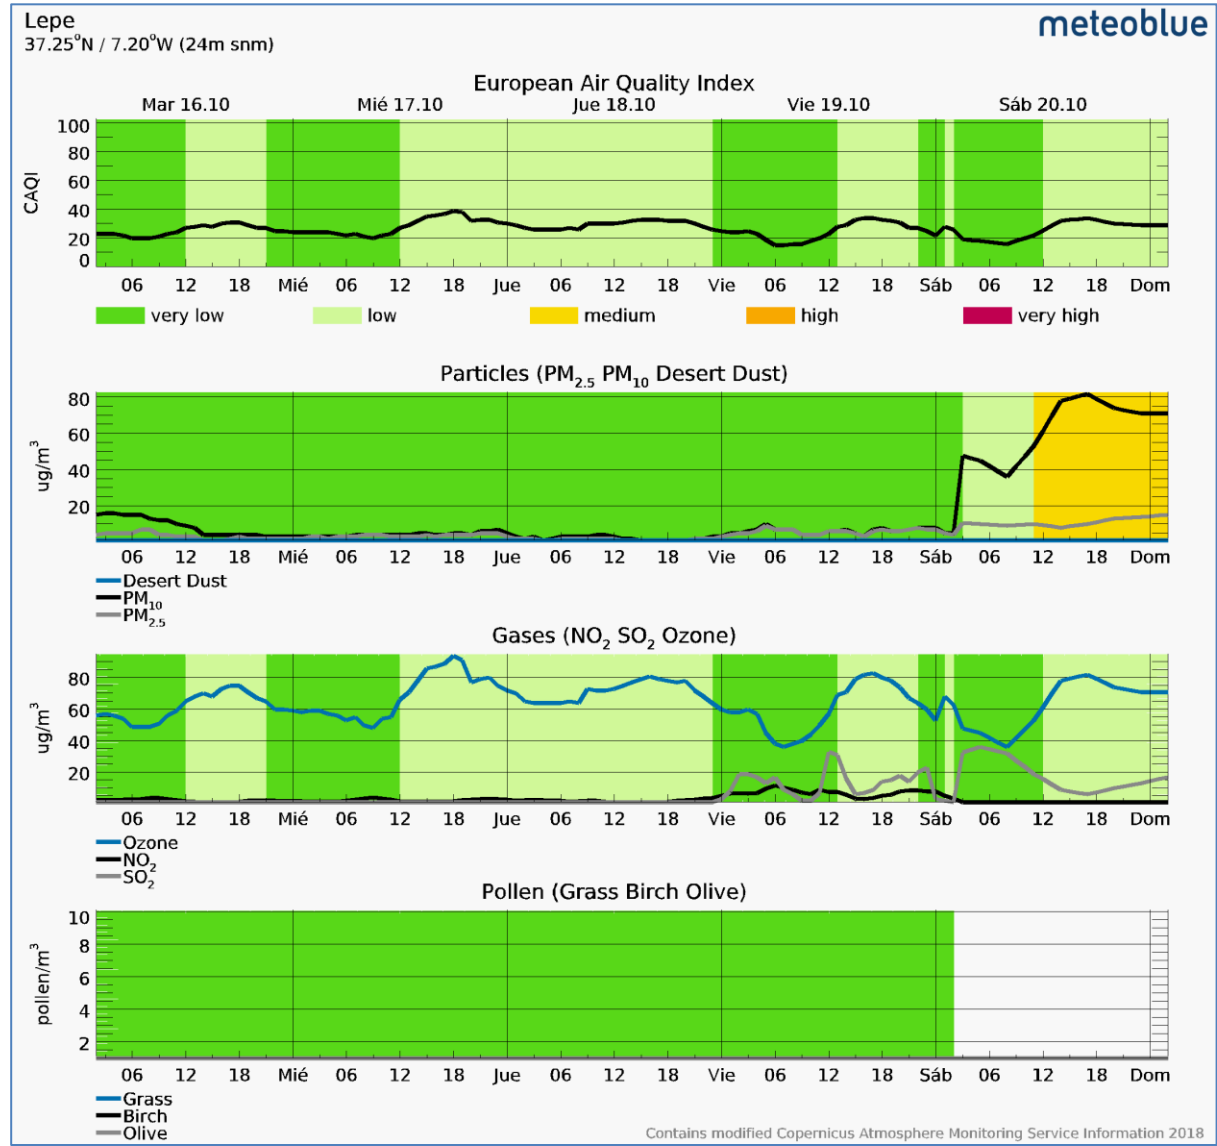 Lepe
meteoblue
37.25°N / 7.20°W (24m snm)
European Air Quality Index
Mar 16.10 Mié 17.10 Jue 18.10 Vie 19.10 Sáb 20.10
100
80
60
40
20
0
CAQI
06 12 18 Mié 06 12 18 Jue 06 12 18 Vie 06 12 18 Sáb 06 12 18 Dom
very low low medium high very high
Particles (PM2.5 PM10 Desert Dust)
80
60
40
20
ug/m³
06 12 18 Mié 06 12 18 Jue 06 12 18 Vie 06 12 18 Sáb 06 12 18 Dom
Desert Dust
PM10
PM2.5
Gases (NO2 SO2 Ozone)
80
60
40
20
ug/m³
06 12 18 Mié 06 12 18 Jue 06 12 18 Vie 06 12 18 Sáb 06 12 18 Dom
Ozone
NO2
SO2
Pollen (Grass Birch Olive)
10
8
6
4
2
pollen/m³
06 12 18 Mié 06 12 18 Jue 06 12 18 Vie 06 12 18 Sáb 06 12 18 Dom
Grass
Birch
Olive
Contains modified Copernicus Atmosphere Monitoring Service Information 2018